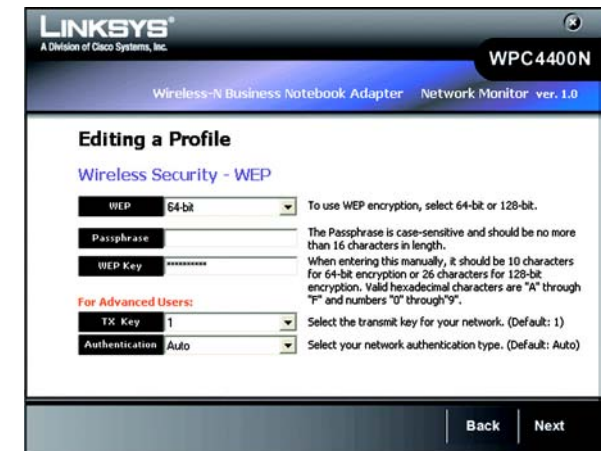 LINKSYS®
A Division of Cisco Systems, Inc.
WPC4400N
Wireless-N Business Notebook Adapter Network Monitor ver. 1.0
Editing a Profile
Wireless Security - WEP
WEP 64-bit To use WEP encryption, select 64-bit or 128-bit.
Passphrase The Passphrase is case-sensitive and should be no more
than 16 characters in length.
WEP Key ********** When entering this manually, it should be 10 characters
for 64-bit encryption or 26 characters for 128-bit
encryption. Valid hexadecimal characters are "A" through
"F" and numbers "0" through"9".
For Advanced Users:
TX Key 1 Select the transmit key for your network. (Default: 1)
Authentication Auto Select your network authentication type. (Default: Auto)
Back Next